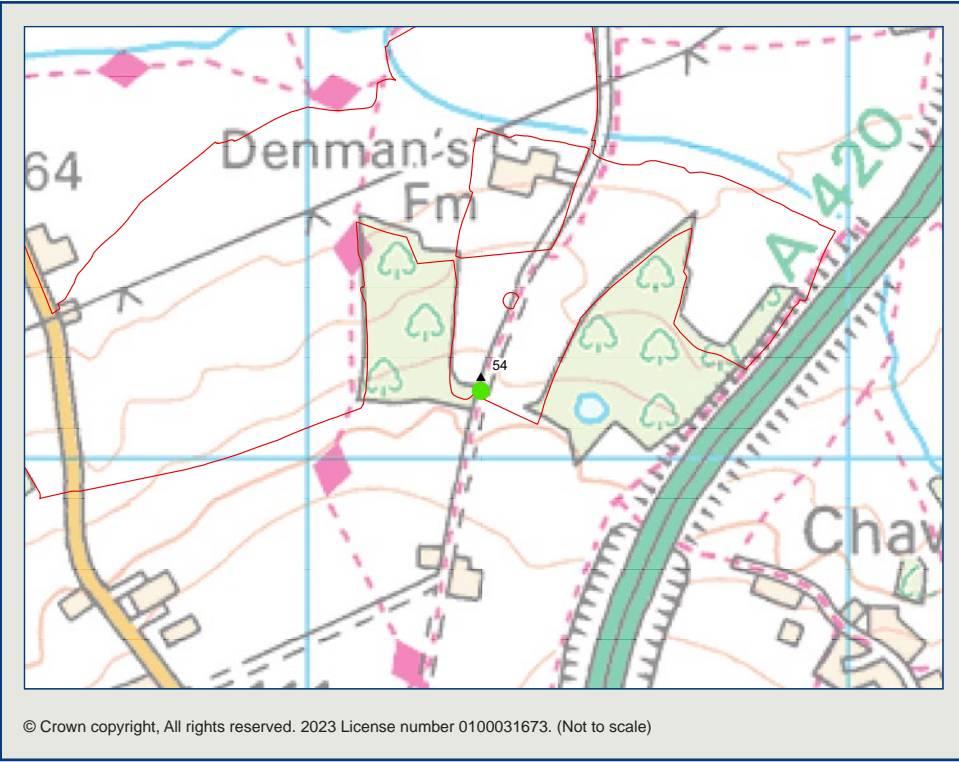 A 420
Denman's
Fm
64
54
Chaw
© Crown copyright, All rights reserved. 2023 License number 0100031673. (Not to scale)